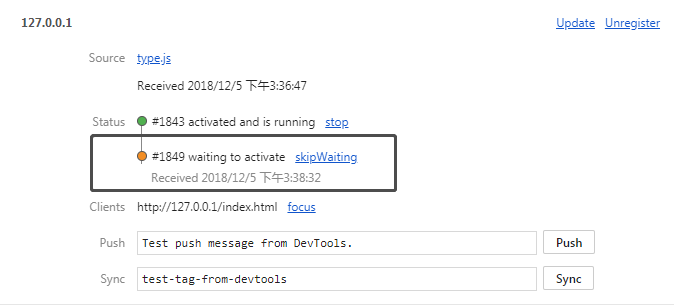 127.0.0.1 Update Unregister
Source type.js
Received 2018/12/5 下午3:36:47
Status #1843 activated and is running stop
#1849 waiting to activate skipWaiting
Received 2018/12/5 下午3:38:32
Clients http://127.0.0.1/index.html focus
Push Test push message from DevTools. Push
Sync test-tag-from-devtools Sync